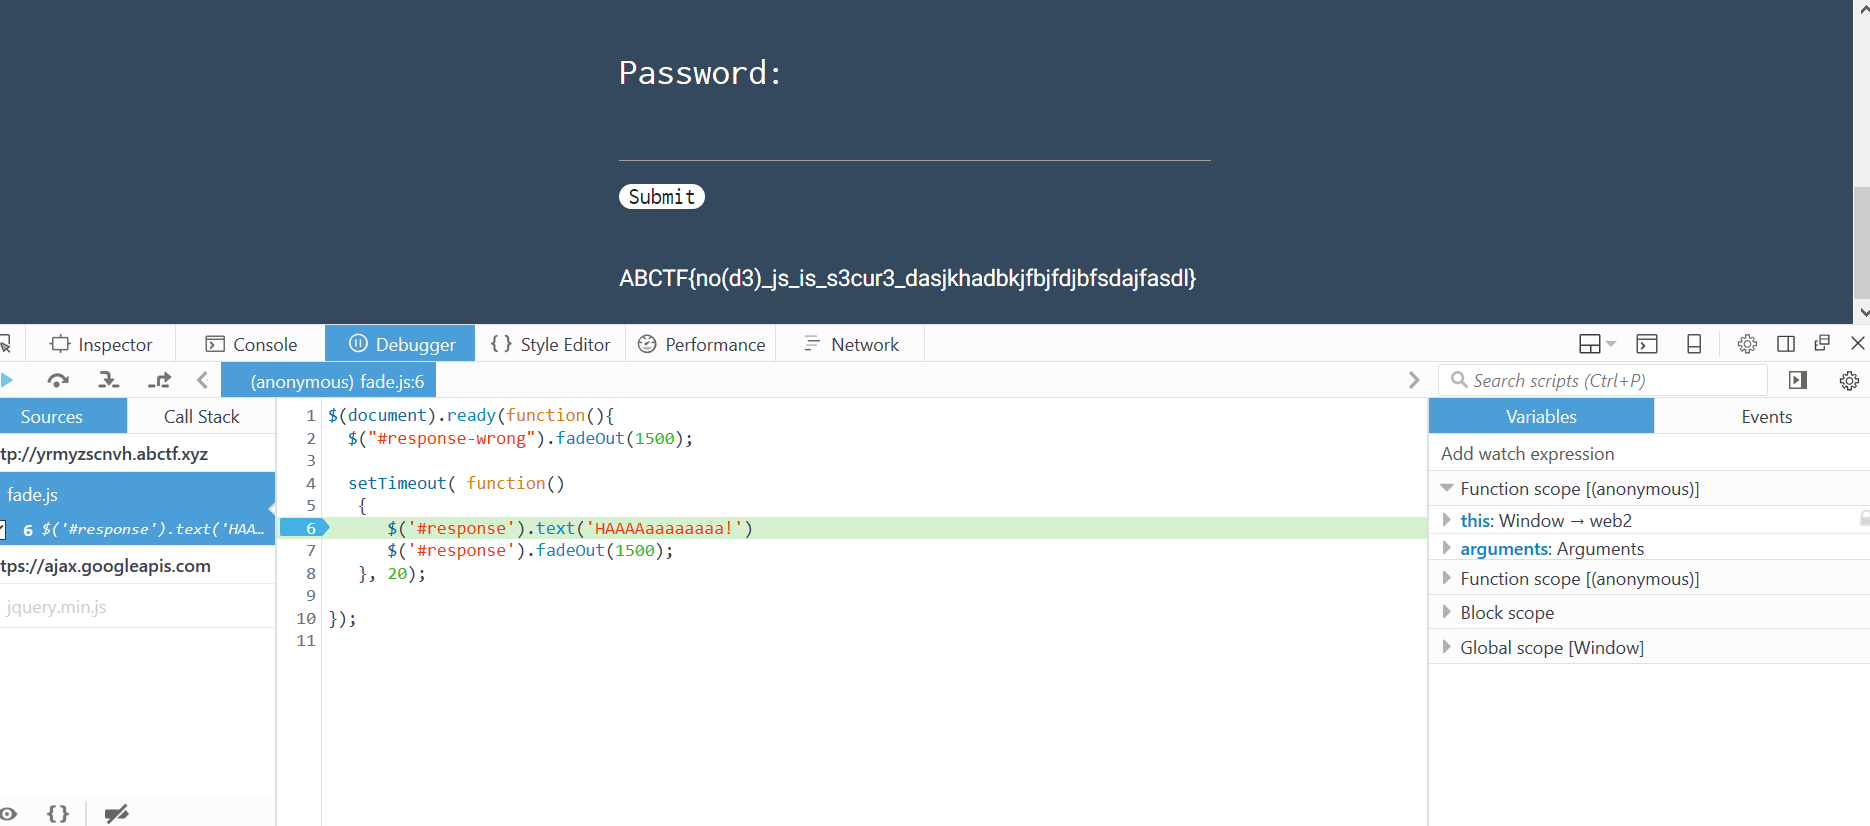 Password:
Submit
ABCTF{no(d3)_js_is_s3cur3_dasjkhadbkjfbjfdjbfsdajfasdl}
Inspector
Console
Debugger
{} Style Editor
Performance
Network
(anonymous) fade.js:6
Search scripts (Ctrl+P)
Sources
Call Stack
tp://yrmyzscnvh.abctf.xyz
fade.js
6 $('#response').text('HAA…
tps://ajax.googleapis.com
jquery.min.js
{}
1 $(document).ready(function(){
2 $("#response-wrong").fadeOut(1500);
3
4 setTimeout( function()
5 {
6 $('#response').text('HAAAAaaaaaaaa!')
7 $('#response').fadeOut(1500);
8 }, 20);
9
10 });
11
Variables
Events
Add watch expression
Function scope [(anonymous)]
this: Window → web2
arguments: Arguments
Function scope [(anonymous)]
Block scope
Global scope [Window]